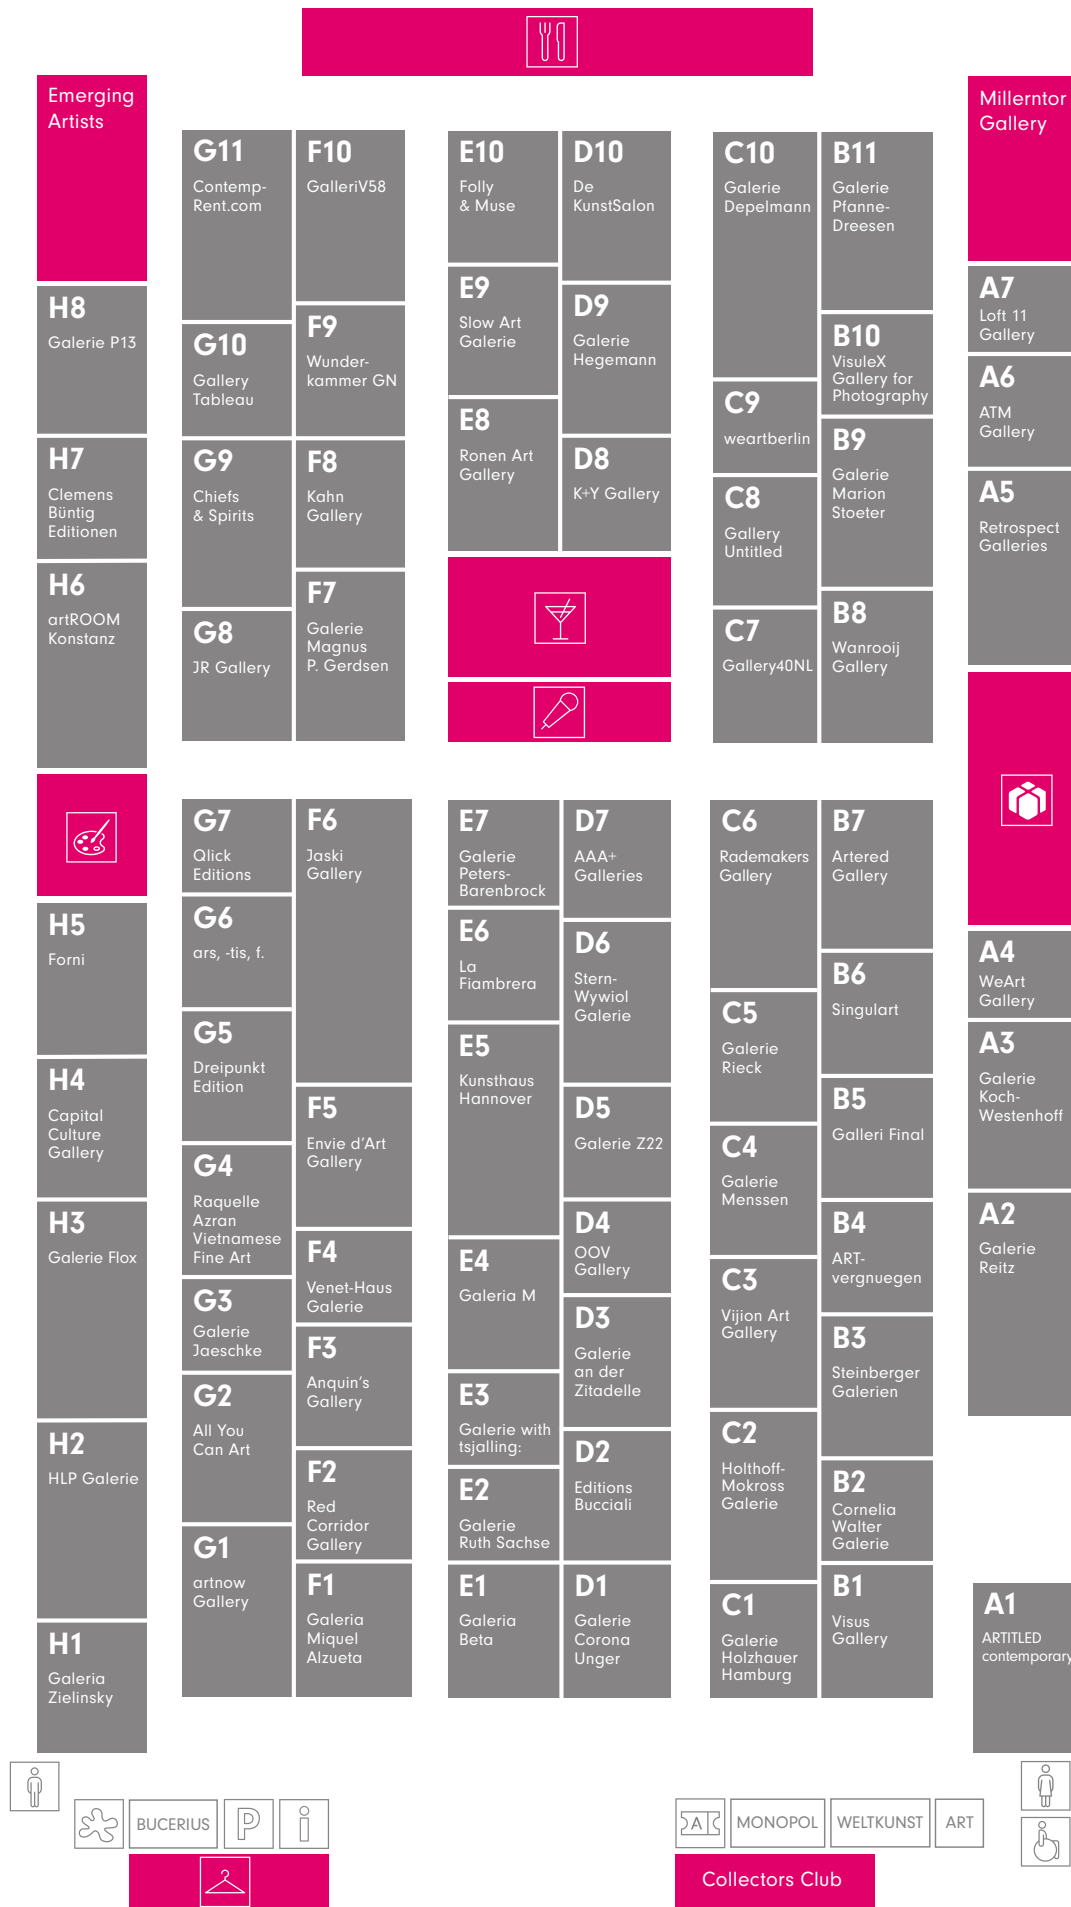 Emerging
Artists
H8
Galerie P13
H7
Clemens
Büntig
Editionen
H6
artROOM
Konstanz
H5
Forni
H4
Capital
Culture
Gallery
H3
Galerie Flox
H2
HLP Galerie
H1
Galeria
Zielinsky
G11
Contemp-
Rent.com
G10
Gallery
Tableau
G9
Chiefs
& Spirits
G8
JR Gallery
G7
Qlick
Editions
G6
ars, -tis, f.
G5
Dreipunkt
Edition
G4
Raquelle
Azran
Vietnamese
Fine Art
G3
Galerie
Jaeschke
G2
All You
Can Art
G1
artnow
Gallery
F10
GalleriV58
F9
Wunder-
kammer GN
F8
Kahn
Gallery
F7
Galerie
Magnus
P. Gerdsen
F6
Jaski
Gallery
F5
Envie d’Art
Gallery
F4
Venet-Haus
Galerie
F3
Anquin’s
Gallery
F2
Red
Corridor
Gallery
F1
Galeria
Miquel
Alzueta
E10
Folly
& Muse
E9
Slow Art
Galerie
E8
Ronen Art
Gallery
E7
Galerie
Peters-
Barenbrock
E6
La
Fiambrera
E5
Kunsthaus
Hannover
E4
Galeria M
E3
Galerie with
tsjalling:
E2
Galerie
Ruth Sachse
E1
Galeria
Beta
D10
De
KunstSalon
D9
Galerie
Hegemann
D8
K+Y Gallery
D7
AAA+
Galleries
D6
Stern-
Wywiol
Galerie
D5
Galerie Z22
D4
OOV
Gallery
D3
Galerie
an der
Zitadelle
D2
Editions
Bucciali
D1
Galerie
Corona
Unger
C10
Galerie
Depelmann
C9
weartberlin
C8
Gallery
Untitled
C7
Gallery40NL
C6
Rademakers
Gallery
C5
Galerie
Rieck
C4
Galerie
Menssen
C3
Vijion Art
Gallery
C2
Holthoff-
Mokross
Galerie
C1
Galerie
Holzhauer
Hamburg
B11
Galerie
Pfanne-
Dreesen
B10
VisuleX
Gallery for
Photography
B9
Galerie
Marion
Stoeter
B8
Wanrooij
Gallery
B7
Artered
Gallery
B6
Singulart
B5
Galleri Final
B4
ART-
vergnuegen
B3
Steinberger
Galerien
B2
Cornelia
Walter
Galerie
B1
Visus
Gallery
Millerntor
Gallery
A7
Loft 11
Gallery
A6
ATM
Gallery
A5
Retrospect
Galleries
A4
WeArt
Gallery
A3
Galerie
Koch-
Westenhoff
A2
Galerie
Reitz
A1
ARTITLED
contemporary
BUCERIUS
P
i
A
MONOPOL
WELTKUNST
ART
Collectors Club